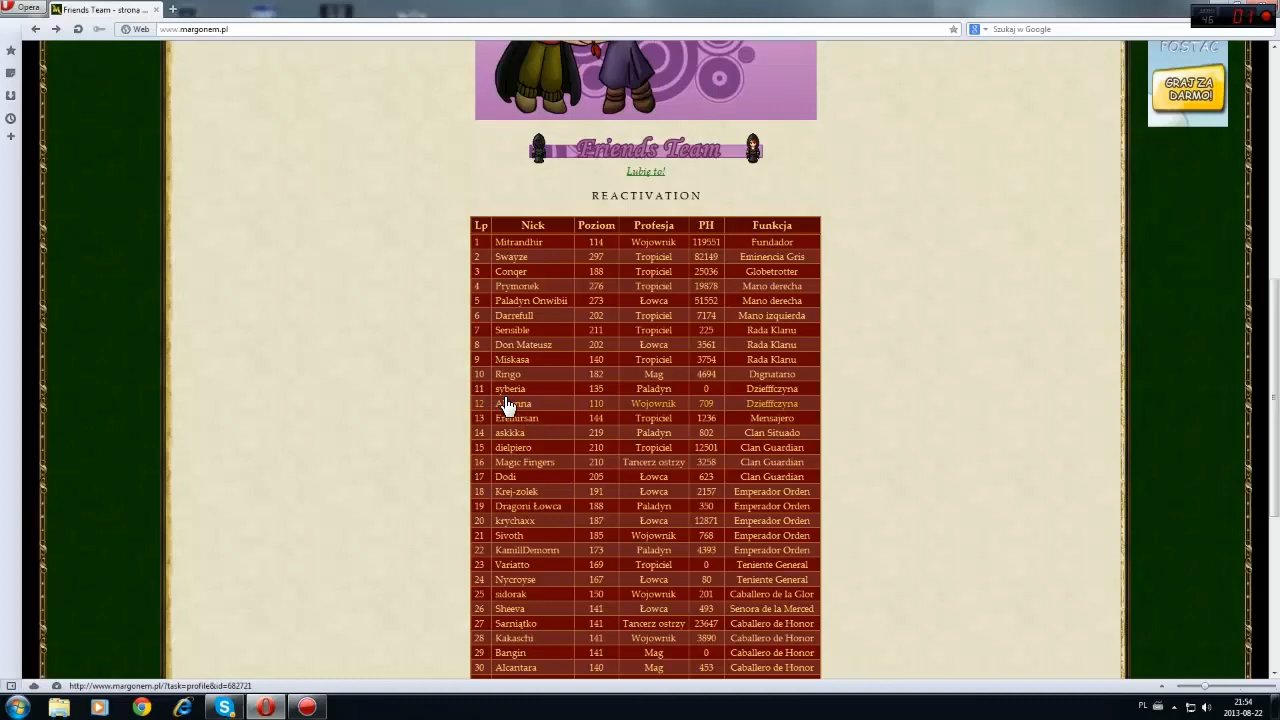 Opera
Friends Team - strona ...
46
01
Web
www.margonem.pl
Szukaj w Google
POSTAĆ
GRAJ ZA
DARMO!
Friends Team
Lubię to!
REACTIVATION
Lp Nick Poziom Profesja PH Funkcja
1 Mitrandhir 114 Wojownik 119551 Fundador
2 Swayze 297 Tropiciel 82149 Eminencia Gris
3 Conqer 188 Tropiciel 25036 Globetrotter
4 Prymonek 276 Tropiciel 19878 Mano derecha
5 Paladyn Onwibii 273 Łowca 51552 Mano derecha
6 Darrefull 202 Tropiciel 7174 Mano izquierda
7 Sensible 211 Tropiciel 225 Rada Klanu
8 Don Mateusz 202 Łowca 3561 Rada Klanu
9 Miskasa 140 Tropiciel 3754 Rada Klanu
10 Ringo 182 Mag 4694 Dignatario
11 syberia 135 Paladyn 0 Dziefffczyna
12 110 Wojownik 709 Dziefffczyna
13 144 Tropiciel 1236 Mensajero
14 askkka 219 Paladyn 802 Clan Situado
15 dielpiero 210 Tropiciel 12501 Clan Guardian
16 Magic Fingers 210 Tancerz ostrzy 3258 Clan Guardian
17 Dodi 205 Łowca 623 Clan Guardian
18 Krej-zolek 191 Łowca 2157 Emperador Orden
19 Dragoni Łowca 188 Paladyn 350 Emperador Orden
20 krychaxx 187 Łowca 12871 Emperador Orden
21 Sivoth 185 Wojownik 768 Emperador Orden
22 KamillDemonn 173 Paladyn 4393 Emperador Orden
23 Variatto 169 Tropiciel 0 Teniente General
24 Nycroyse 167 Łowca 80 Teniente General
25 sidorak 150 Wojownik 201 Caballero de la Glor
26 Sheeva 141 Łowca 493 Senora de la Merced
27 Sarniątko 141 Tancerz ostrzy 23647 Caballero de Honor
28 Kakaschi 141 Wojownik 3890 Caballero de Honor
29 Bangin 141 Mag 0 Caballero de Honor
30 Alcantara 140 Mag 453 Caballero de Honor
http://www.margonem.pl/?task=profile&id=682721
PL
21:54
2013-08-22